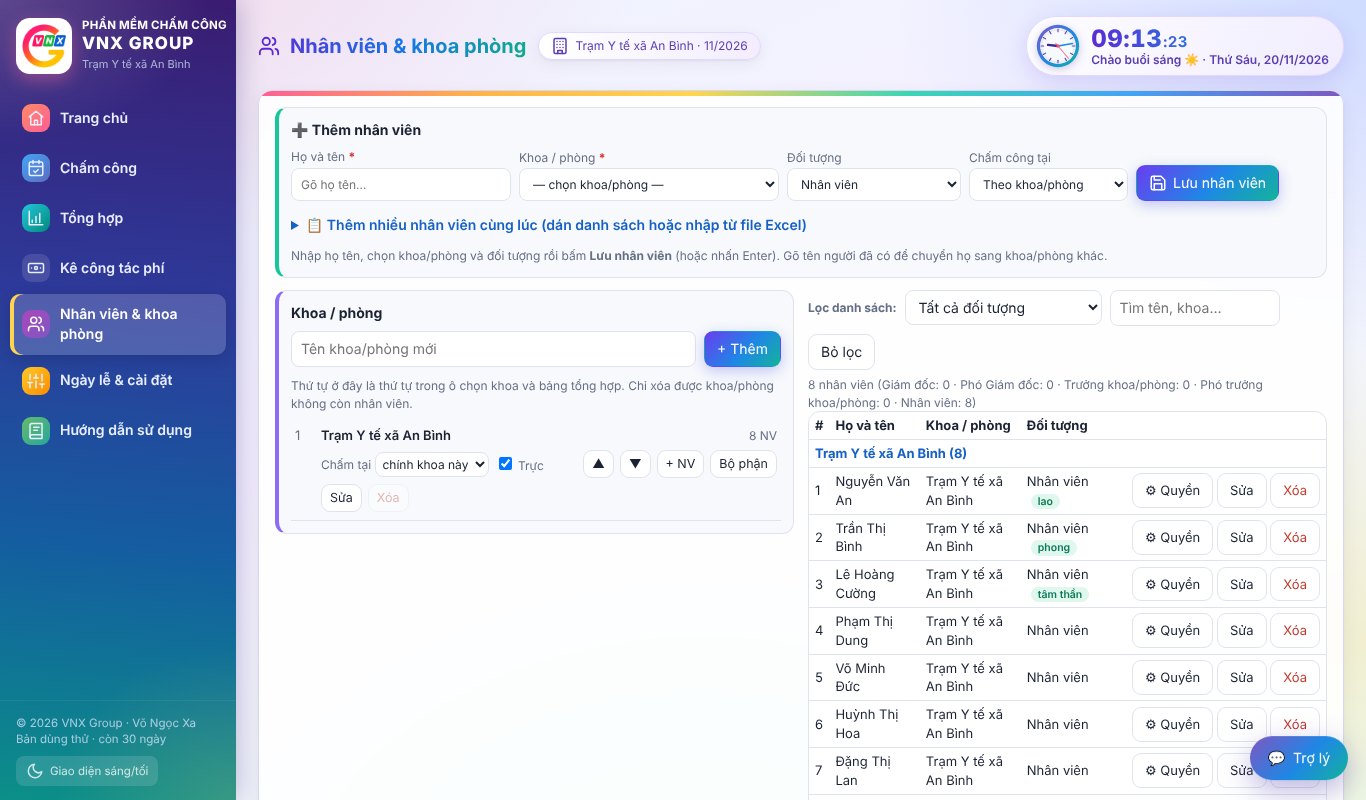 PHẦN MỀM CHẤM CÔNG
VNX GROUP
Trạm Y tế xã An Bình
VNX
Trang chủ
Chấm công
Tổng hợp
Kê công tác phí
Nhân viên & khoa
phòng
Ngày lễ & cài đặt
Hướng dẫn sử dụng
© 2026 VNX Group · Võ Ngọc Xa
Bản dùng thử · còn 30 ngày
Giao diện sáng/tối
Nhân viên & khoa phòng
Trạm Y tế xã An Bình · 11/2026
09:13:23
Chào buổi sáng ☀️ · Thứ Sáu, 20/11/2026
➕ Thêm nhân viên
Họ và tên * Khoa / phòng * Đối tượng Chấm công tại
Gõ họ tên... — chọn khoa/phòng — Nhân viên Theo khoa/phòng Lưu nhân viên
▶ 📋 Thêm nhiều nhân viên cùng lúc (dán danh sách hoặc nhập từ file Excel)
Nhập họ tên, chọn khoa/phòng và đối tượng rồi bấm Lưu nhân viên (hoặc nhấn Enter). Gõ tên người đã có để chuyển họ sang khoa/phòng khác.
Khoa / phòng
Tên khoa/phòng mới + Thêm
Thứ tự ở đây là thứ tự trong ô chọn khoa và bảng tổng hợp. Chỉ xóa được khoa/phòng
không còn nhân viên.
1 Trạm Y tế xã An Bình 8 NV
Chấm tại chính khoa này Trực ▲ ▼ + NV Bộ phận
Sửa Xóa
Lọc danh sách: Tất cả đối tượng Tìm tên, khoa...
Bỏ lọc
8 nhân viên (Giám đốc: 0 · Phó Giám đốc: 0 · Trưởng khoa/phòng: 0 · Phó trưởng
khoa/phòng: 0 · Nhân viên: 8)
# Họ và tên Khoa / phòng Đối tượng
Trạm Y tế xã An Bình (8)
1 Nguyễn Văn An Trạm Y tế xã An Bình Nhân viên lao ⚙ Quyền Sửa Xóa
2 Trần Thị Bình Trạm Y tế xã An Bình Nhân viên phong ⚙ Quyền Sửa Xóa
3 Lê Hoàng Cường Trạm Y tế xã An Bình Nhân viên tâm thần ⚙ Quyền Sửa Xóa
4 Phạm Thị Dung Trạm Y tế xã An Bình Nhân viên ⚙ Quyền Sửa Xóa
5 Võ Minh Đức Trạm Y tế xã An Bình Nhân viên ⚙ Quyền Sửa Xóa
6 Huỳnh Thị Hoa Trạm Y tế xã An Bình Nhân viên ⚙ Quyền Sửa Xóa
7 Đặng Thị Lan Trạm Y tế xã An Bình Nhân viên ⚙ Quyền Sửa
💬 Trợ lý